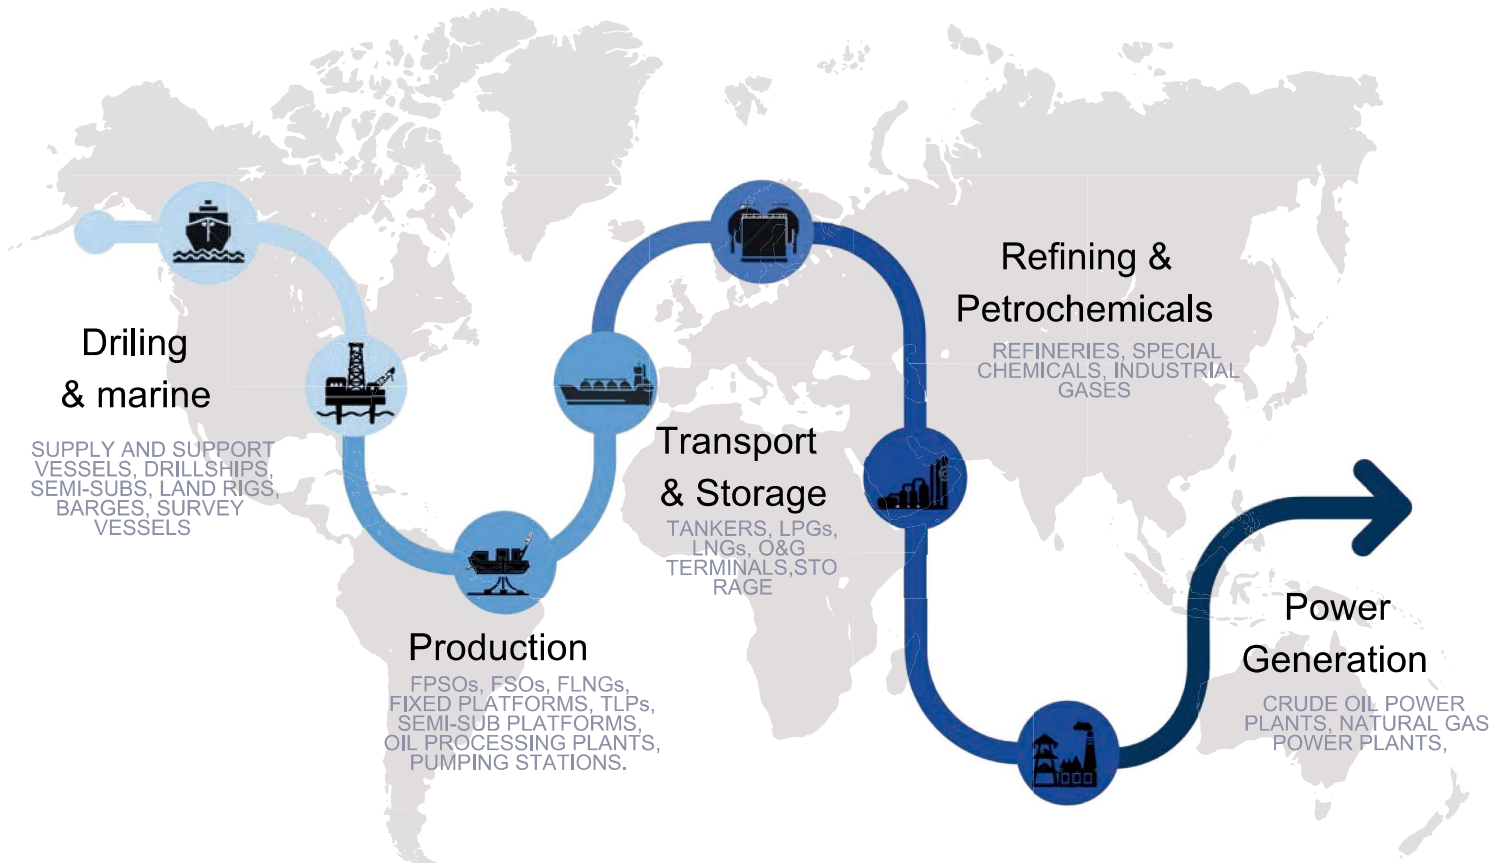 Driling
& marine
SUPPLY AND SUPPORT
VESSELS, DRILLSHIPS,
SEMI-SUBS, LAND RIGS,
BARGES, SURVEY
VESSELS
Production
FPSOs, FSOs, FLNGs,
FIXED PLATFORMS, TLPs,
SEMI-SUB PLATFORMS,
OIL PROCESSING PLANTS,
PUMPING STATIONS.
Transport
& Storage
TANKERS, LPGs,
LNGs, O&G
TERMINALS,STO
RAGE
Refining &
Petrochemicals
REFINERIES, SPECIAL
CHEMICALS, INDUSTRIAL
GASES
Power
Generation
CRUDE OIL POWER
PLANTS, NATURAL GAS
POWER PLANTS,